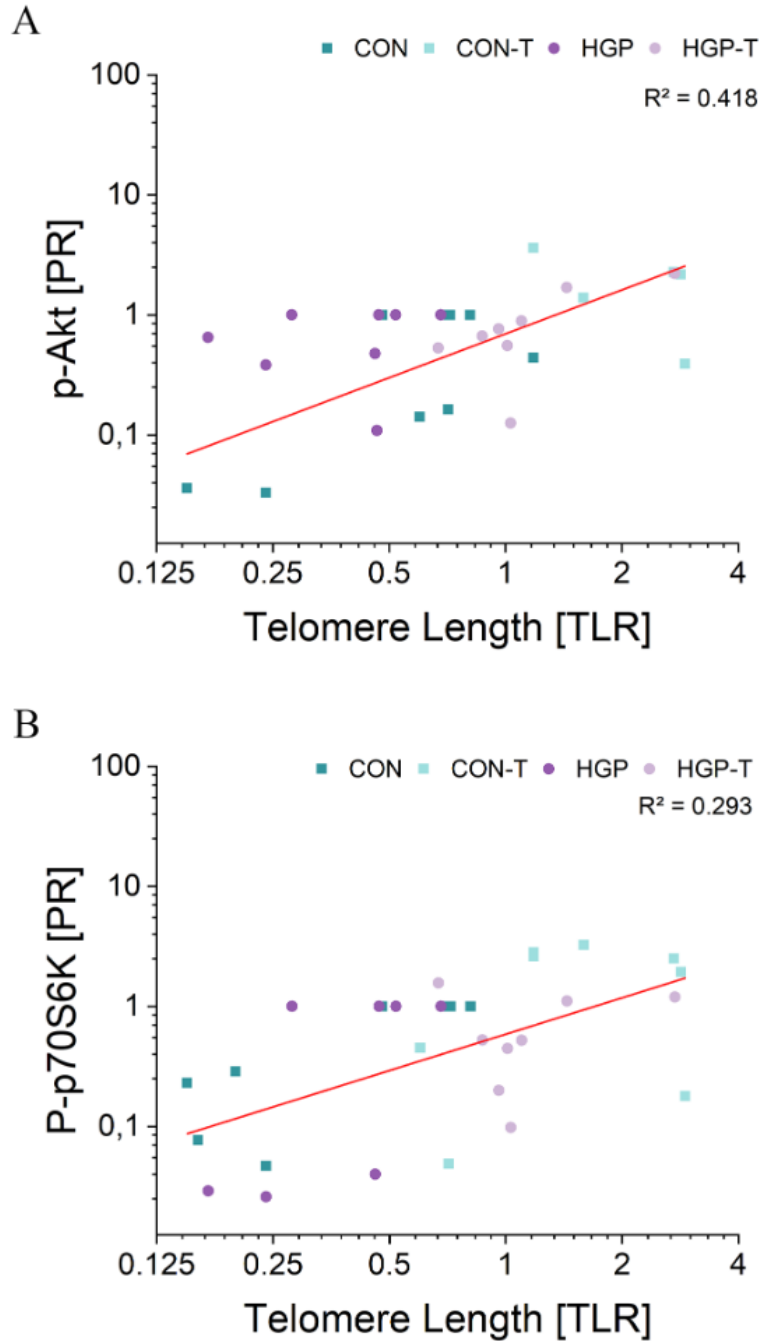 A
CON CON-T HGP HGP-T
R² = 0.418
100
10
1
0,1
p-Akt [PR]
0.125 0.25 0.5 1 2 4
Telomere Length [TLR]
B
CON CON-T HGP HGP-T
R² = 0.293
100
10
1
0,1
P-p70S6K [PR]
0.125 0.25 0.5 1 2 4
Telomere Length [TLR]